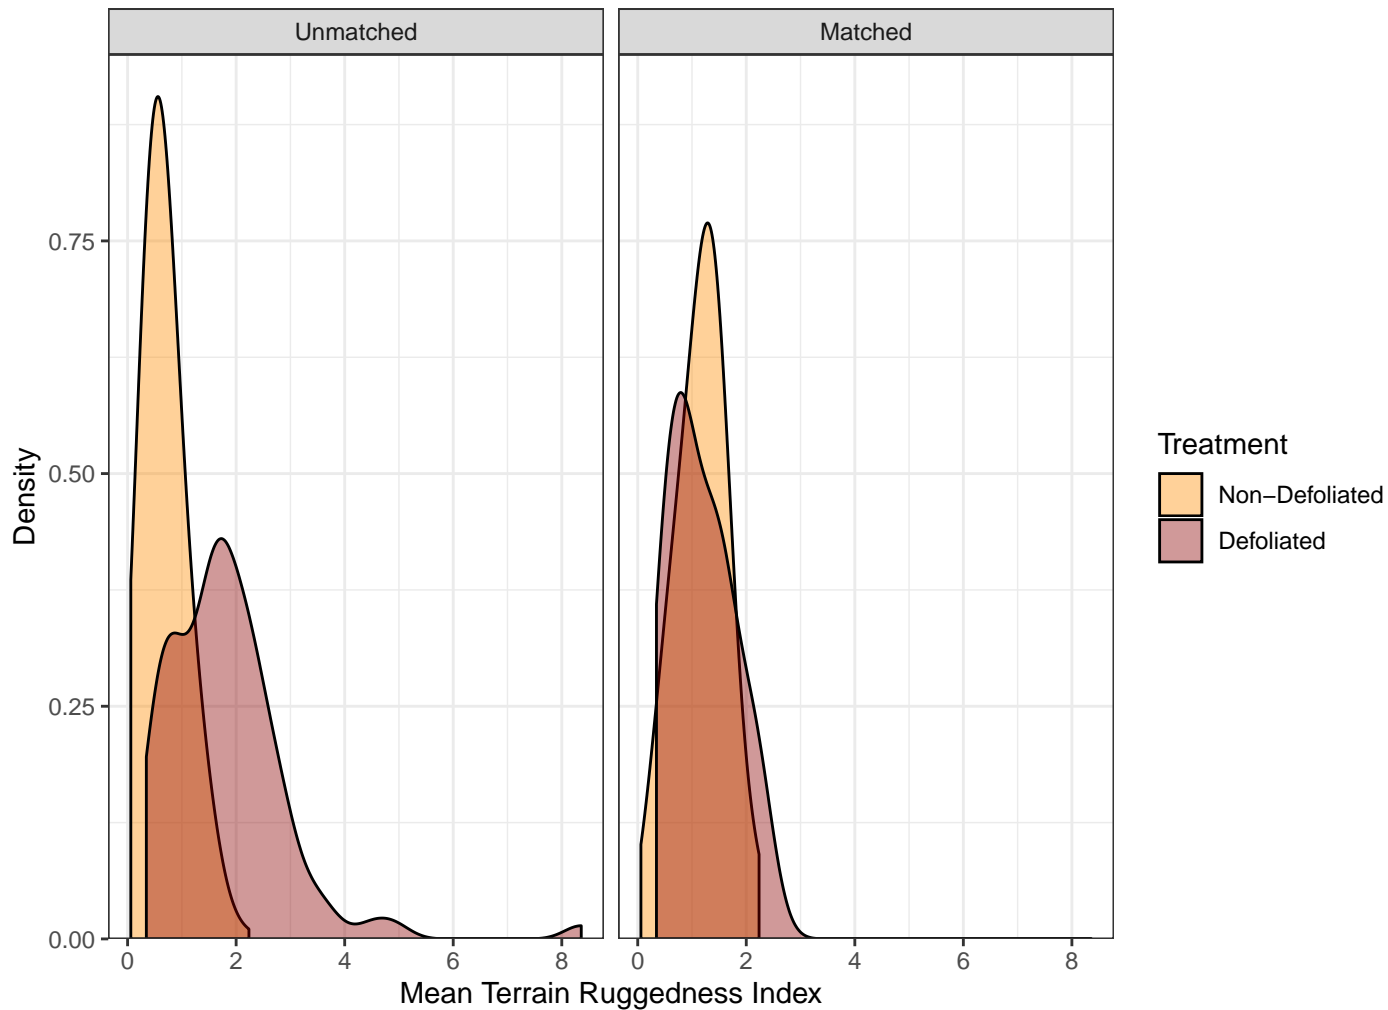 Unmatched
Matched
0.75
0.50
0.25
0.00
Density
0 2 4 6 8
0 2 4 6 8
Mean Terrain Ruggedness Index
Treatment
Non−Defoliated
Defoliated